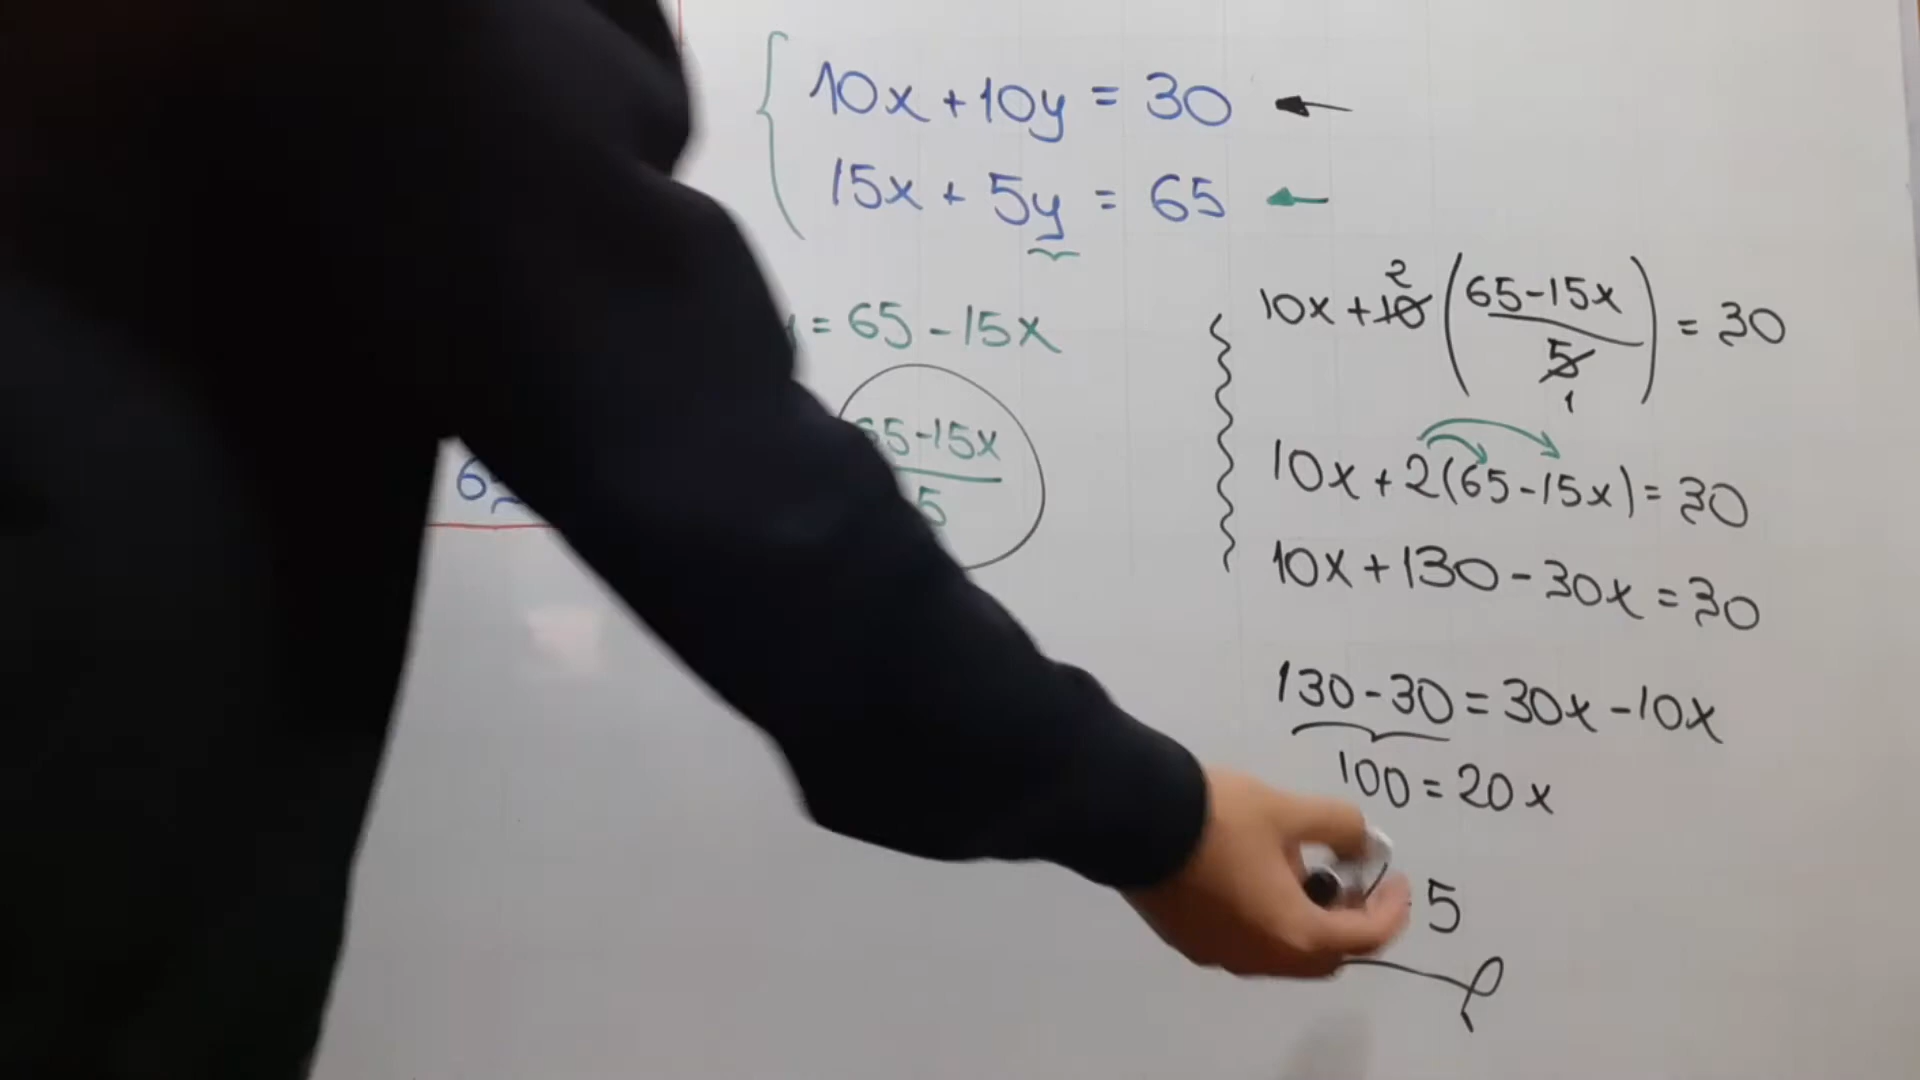 10x + 10y = 30
15x + 5y = 65
= 65 - 15x
65-15x
5
10x + 10 2 (65-15x / 5 1) = 30
10x + 2(65-15x) = 30
10x + 130 - 30x = 30
130 - 30 = 30x - 10x
100 = 20x
5